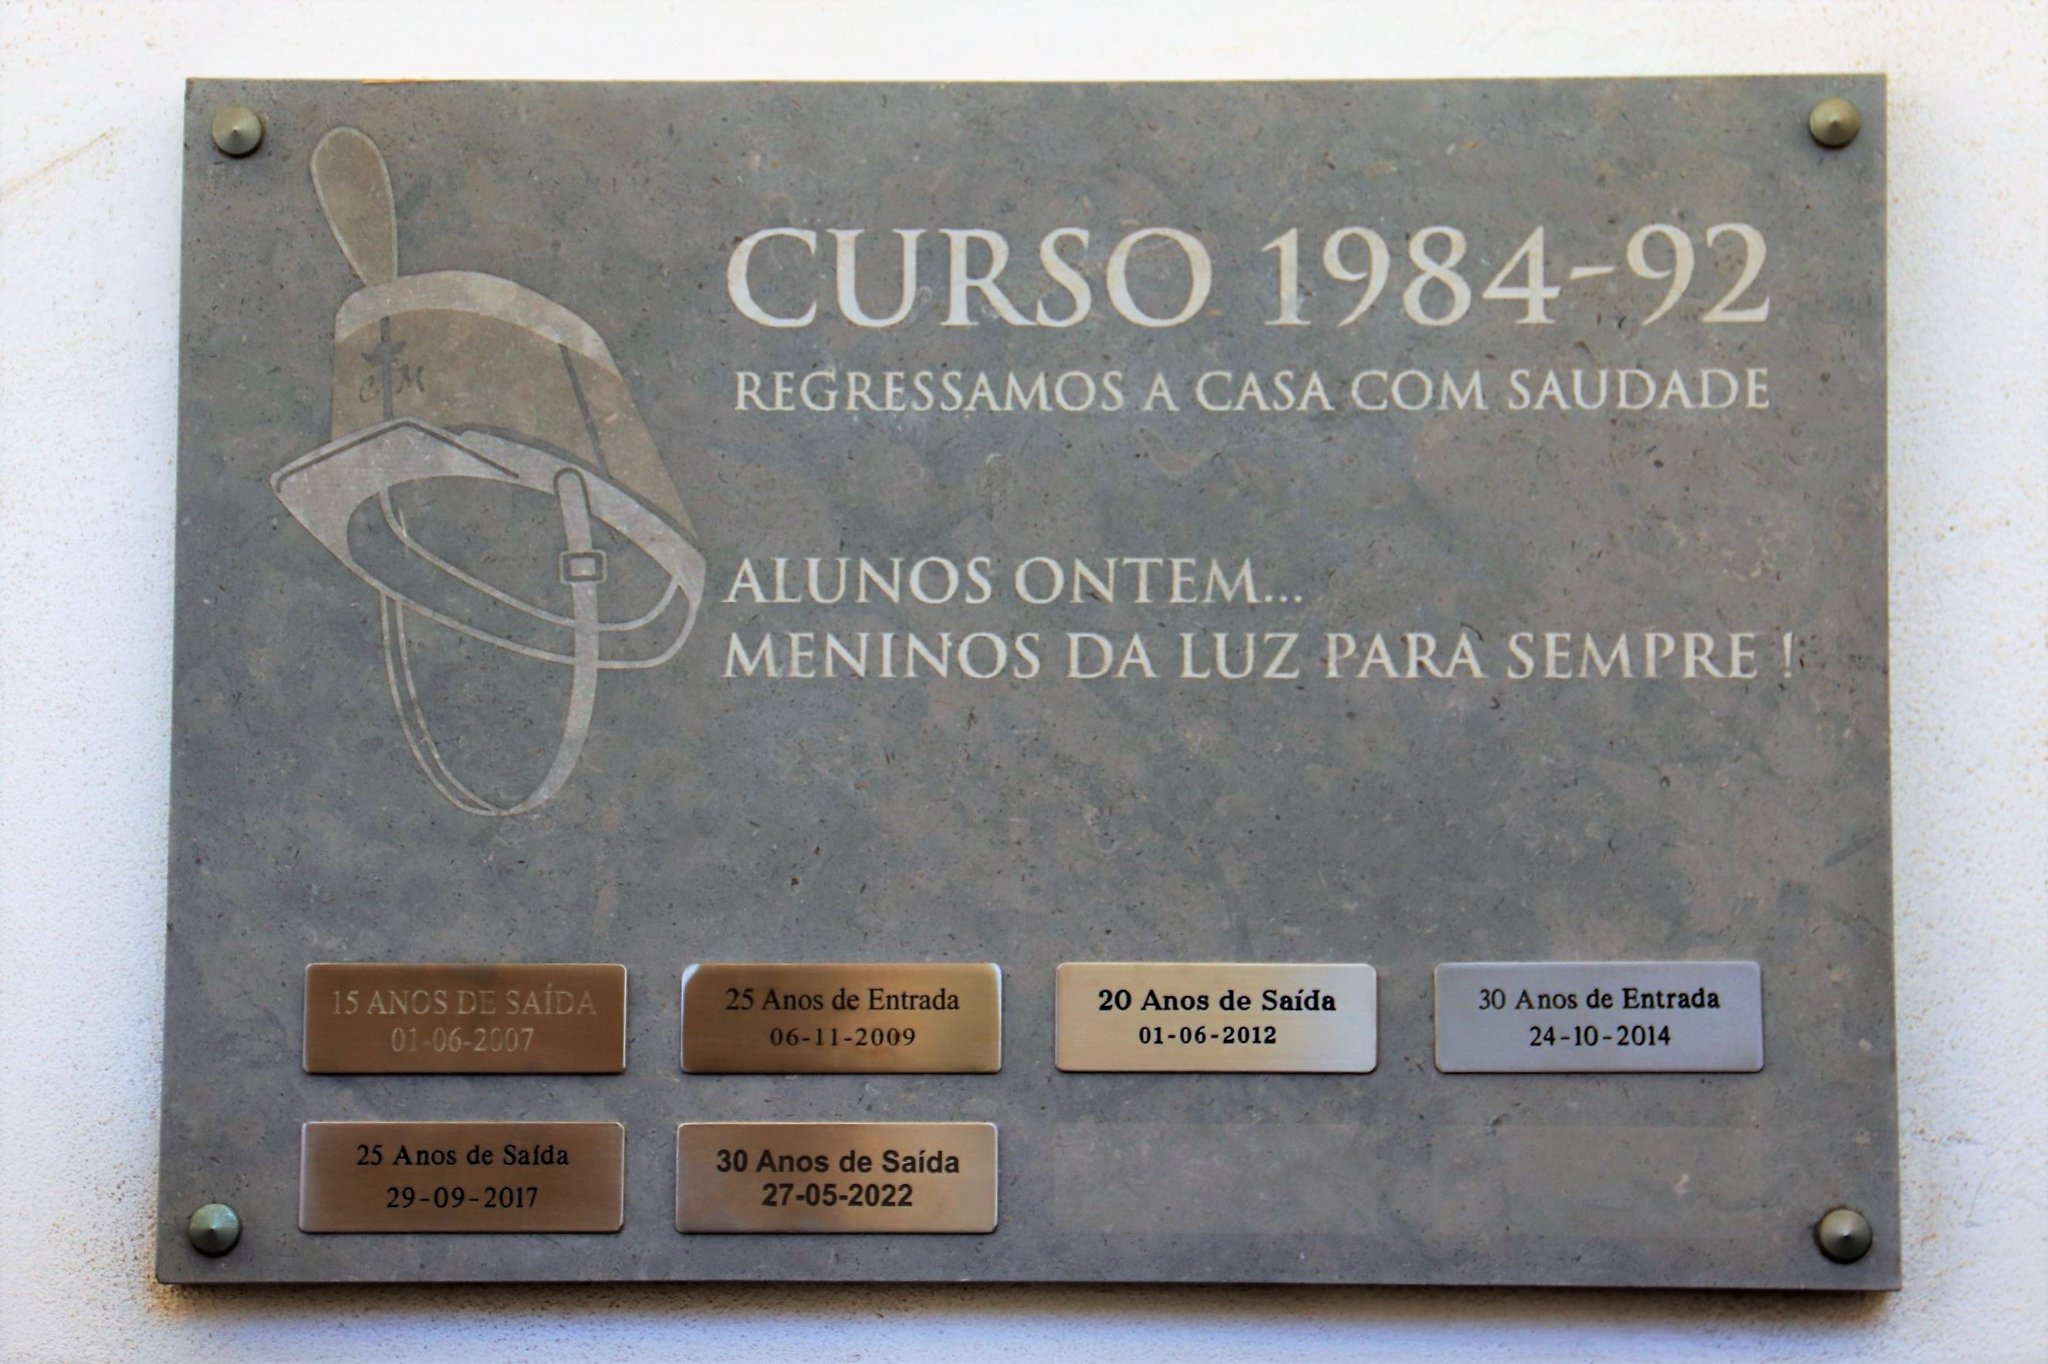 CURSO 1984-92
REGRESSAMOS A CASA COM SAUDADE
C M
ALUNOS ONTEM...
MENINOS DA LUZ PARA SEMPRE !
15 ANOS DE SAÍDA
01-06-2007
25 Anos de Entrada
06-11-2009
20 Anos de Saída
01-06-2012
30 Anos de Entrada
24-10-2014
25 Anos de Saída
29-09-2017
30 Anos de Saída
27-05-2022